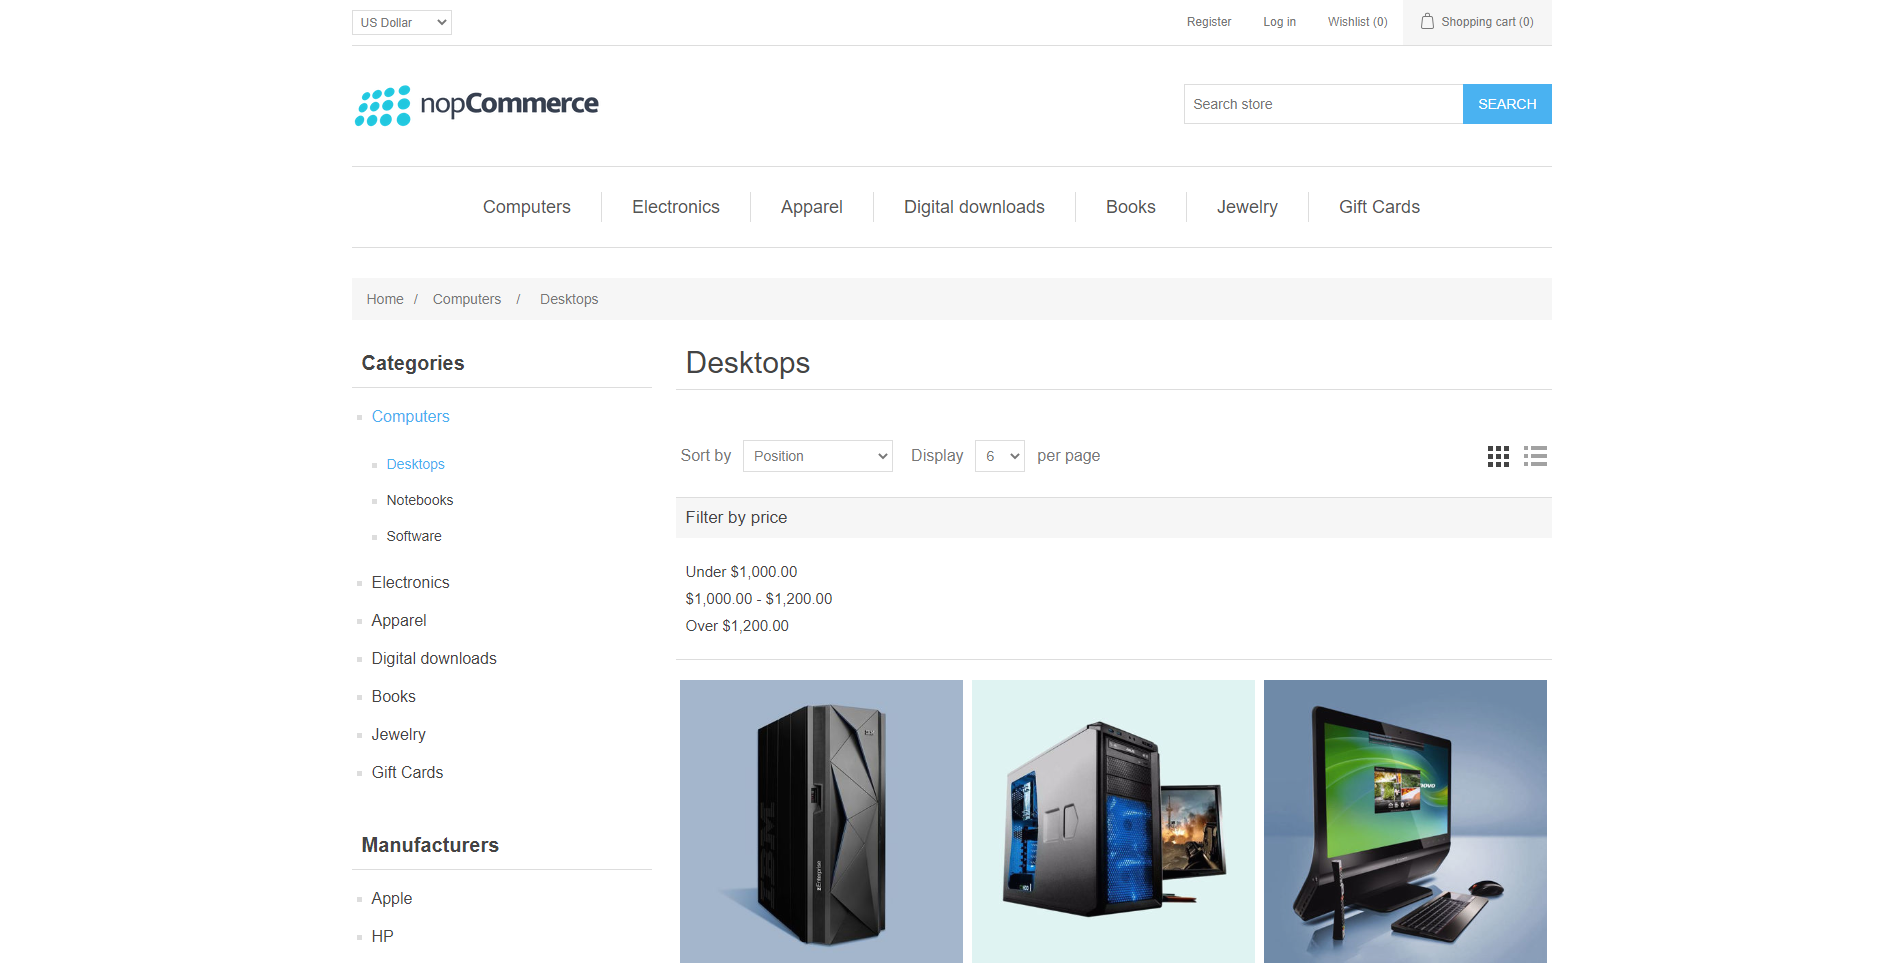 US Dollar
Register
Log in
Wishlist (0)
Shopping cart (0)
nopCommerce
Search store
SEARCH
Computers
Electronics
Apparel
Digital downloads
Books
Jewelry
Gift Cards
Home / Computers / Desktops
Categories
Computers
Desktops
Notebooks
Software
Electronics
Apparel
Digital downloads
Books
Jewelry
Gift Cards
Manufacturers
Apple
HP
Desktops
Sort by Position Display 6 per page
Filter by price
Under $1,000.00
$1,000.00 - $1,200.00
Over $1,200.00
IBM
zEnterprise